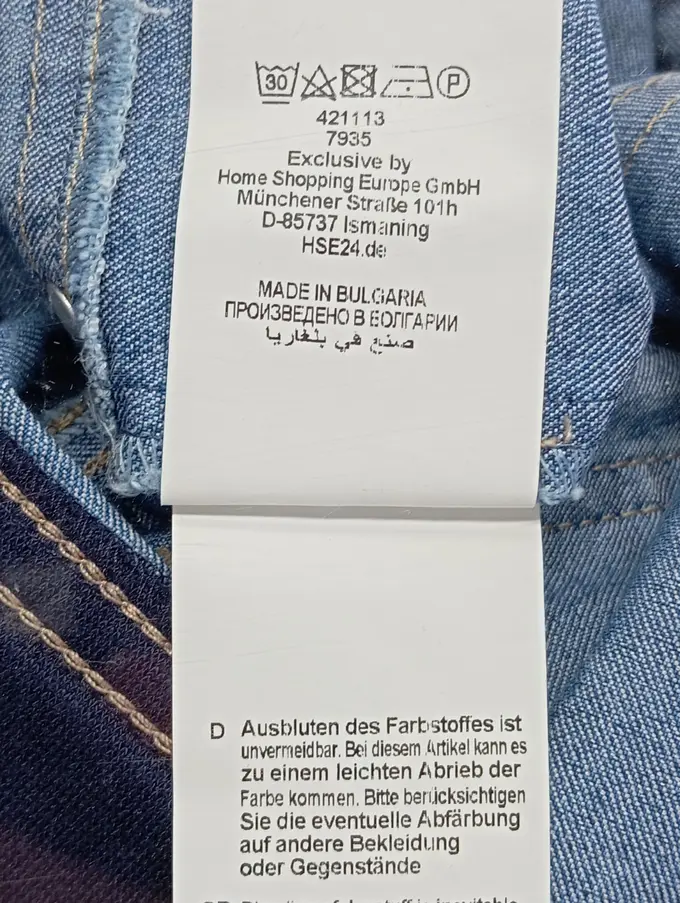 30 P
421113
7935
Exclusive by
Home Shopping Europe GmbH
Münchener Straße 101h
D-85737 Ismaning
HSE24.de
MADE IN BULGARIA
ПРОИЗВЕДЕНО В БОЛГАРИИ
صنع في بلغاريا
D Ausbluten des Farbstoffes ist
unvermeidbar. Bei diesem Artikel kann es
zu einem leichten Abrieb der
Farbe kommen. Bitte berücksichtigen
Sie die eventuelle Abfärbung
auf andere Bekleidung
oder Gegenstände